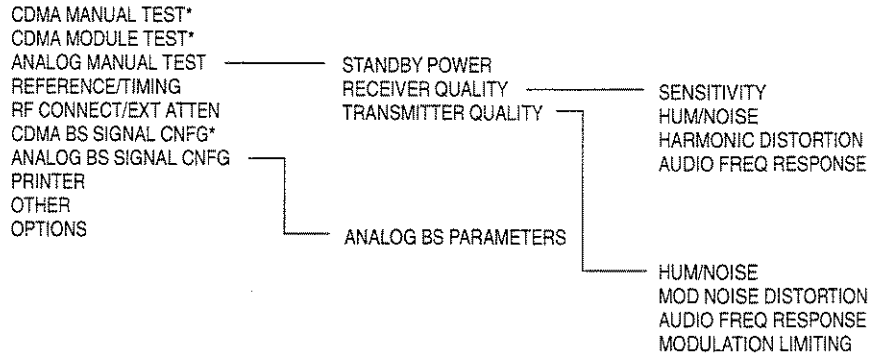 CDMA MANUAL TEST*
CDMA MODULE TEST*
ANALOG MANUAL TEST
REFERENCE/TIMING
RF CONNECT/EXT ATTEN
CDMA BS SIGNAL CNFG*
ANALOG BS SIGNAL CNFG
PRINTER
OTHER
OPTIONS
STANDBY POWER
RECEIVER QUALITY
TRANSMITTER QUALITY
ANALOG BS PARAMETERS
SENSITIVITY
HUM/NOISE
HARMONIC DISTORTION
AUDIO FREQ RESPONSE
HUM/NOISE
MOD NOISE DISTORTION
AUDIO FREQ RESPONSE
MODULATION LIMITING